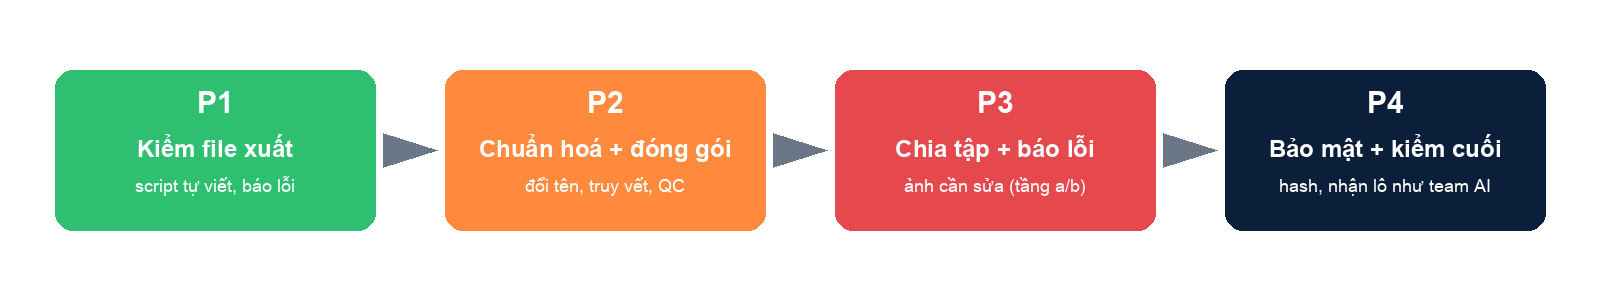 P1
Kiểm file xuất
script tự viết, báo lỗi
P2
Chuẩn hoá + đóng gói
đổi tên, truy vết, QC
P3
Chia tập + báo lỗi
ảnh cần sửa (tầng a/b)
P4
Bảo mật + kiểm cuối
hash, nhận lô như team AI